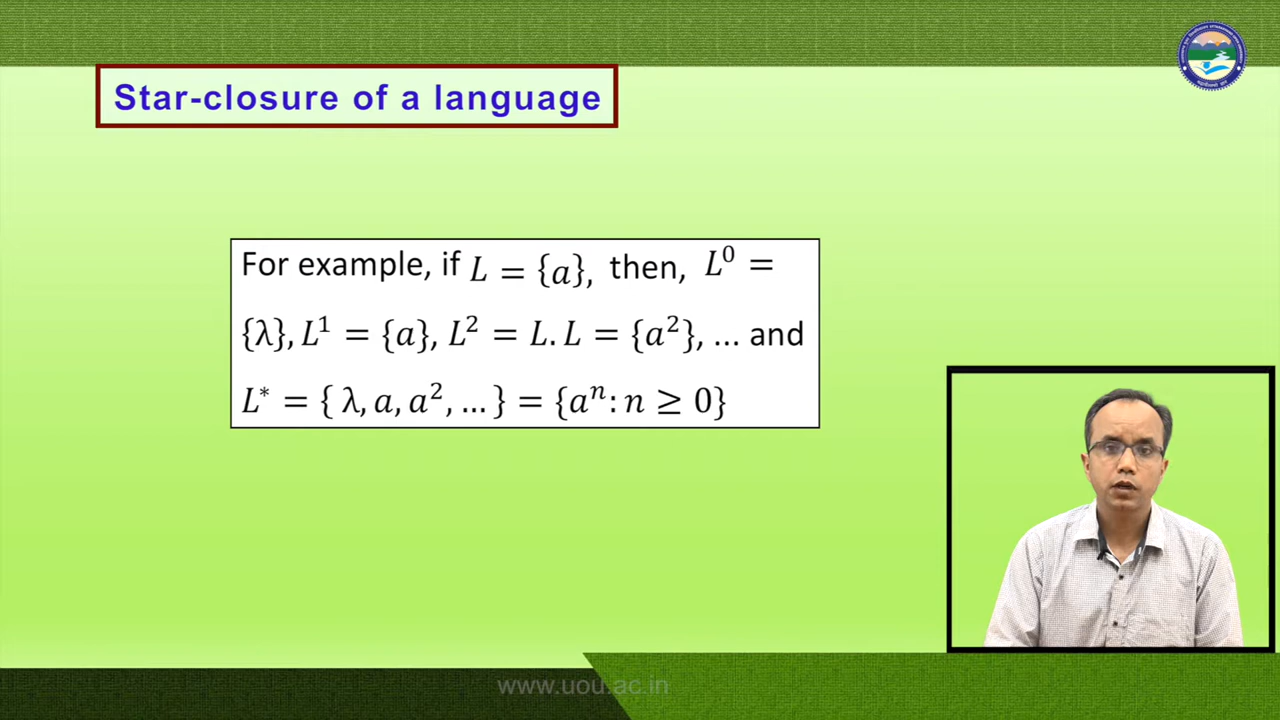 Star-closure of a language
For example, if L = {a}, then, L⁰ =
{λ}, L¹ = {a}, L² = L. L = {a²}, ... and
L* = { λ, a, a², ... } = {aⁿ: n ≥ 0}
www.uou.ac.in